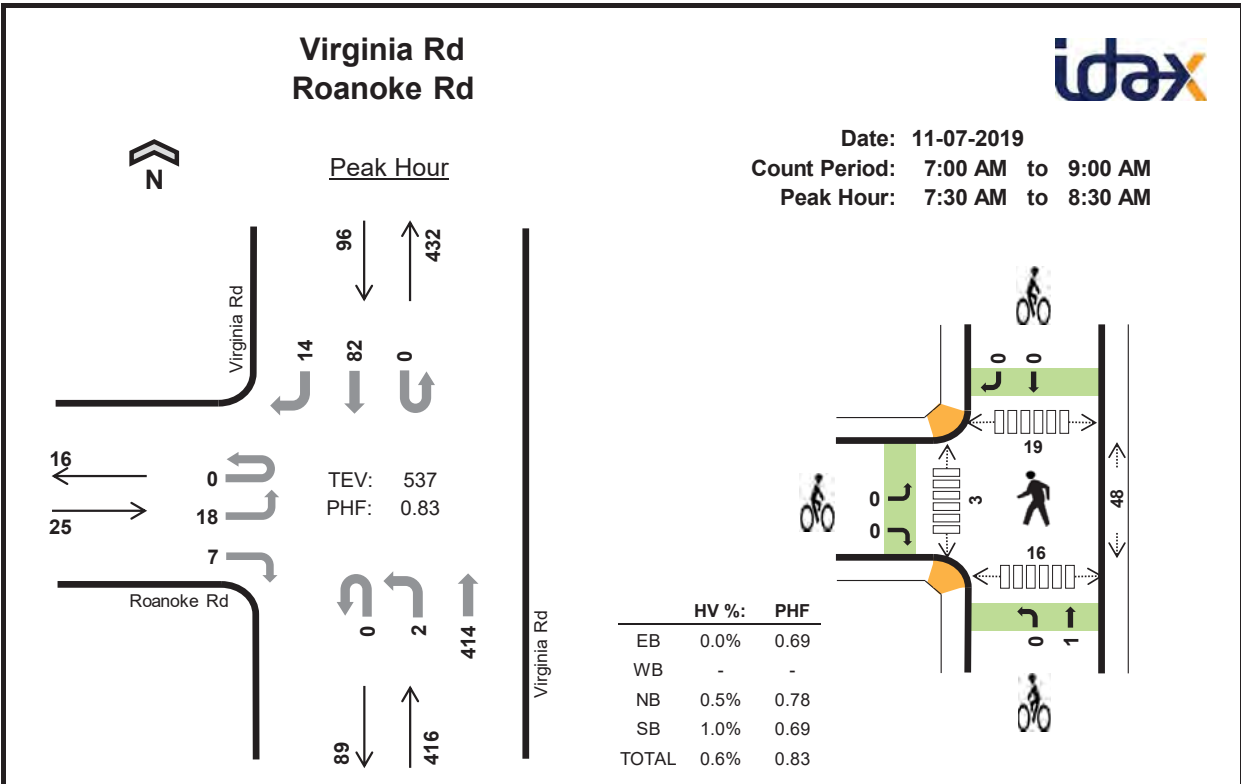 Virginia Rd
Roanoke Rd
idax
Date: 11-07-2019
Count Period: 7:00 AM to 9:00 AM
Peak Hour: 7:30 AM to 8:30 AM
N
Peak Hour
96
432
Virginia Rd
14
82
0
16
25
0
18
7
TEV: 537
PHF: 0.83
Roanoke Rd
0
2
414
Virginia Rd
89
416
HV %: PHF
EB 0.0% 0.69
WB - -
NB 0.5% 0.78
SB 1.0% 0.69
TOTAL 0.6% 0.83
0
0
19
0
0
3
48
16
0
1